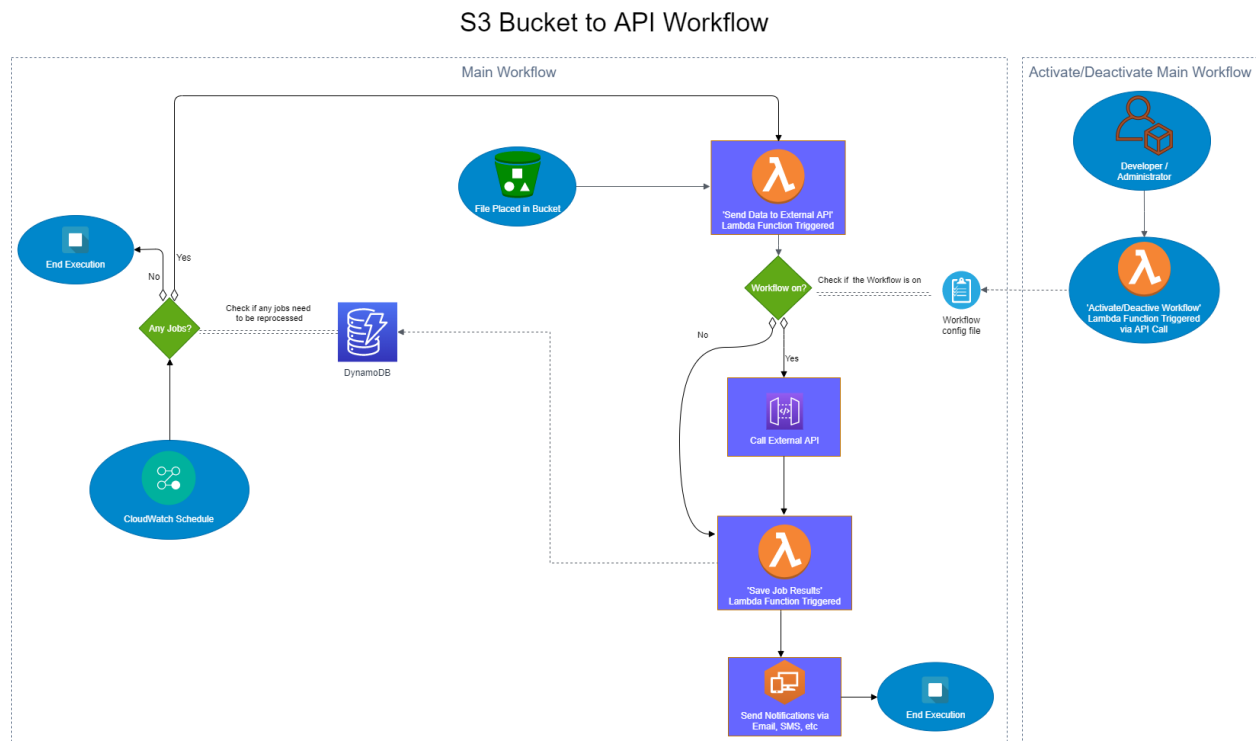 S3 Bucket to API Workflow
Main Workflow
Activate/Deactivate Main Workflow
Developer /
Administrator
File Placed in Bucket
'Send Data to External API'
Lambda Function Triggered
End Execution
No
Yes
Workflow on?
Check if  the Workflow is on
Workflow
config file
'Activate/Deactive Workflow'
Lambda Function Triggered
via API Call
Any Jobs?
Check if any jobs need
to be reprocessed
DynamoDB
No
Yes
Call External API
CloudWatch Schedule
'Save Job Results'
Lambda Function Triggered
Send Notifications via
Email, SMS, etc
End Execution